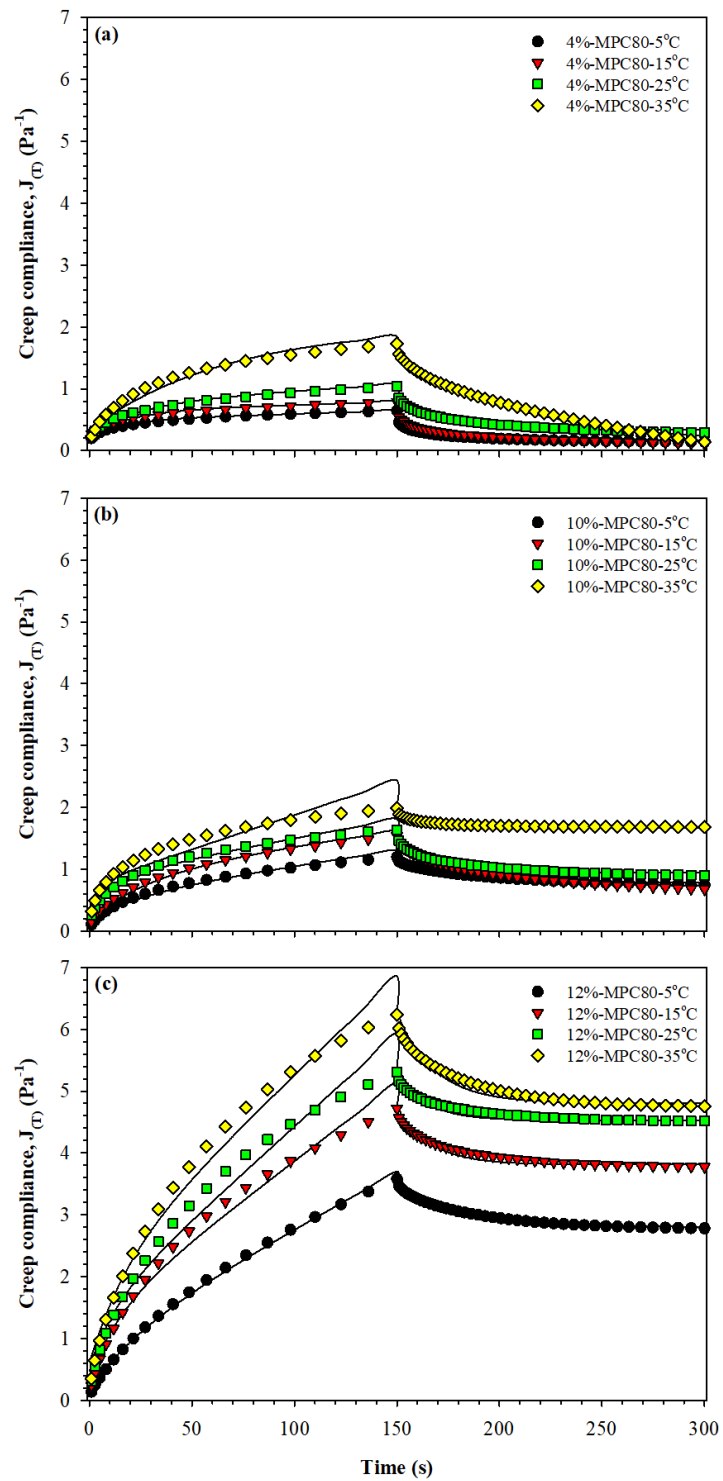 (a)
4%-MPC80-5°C
4%-MPC80-15°C
4%-MPC80-25°C
4%-MPC80-35°C
Creep compliance, J(T) (Pa-1)
7
6
5
4
3
2
1
0
(b)
10%-MPC80-5°C
10%-MPC80-15°C
10%-MPC80-25°C
10%-MPC80-35°C
Creep compliance, J(T) (Pa-1)
7
6
5
4
3
2
1
0
(c)
12%-MPC80-5°C
12%-MPC80-15°C
12%-MPC80-25°C
12%-MPC80-35°C
Creep compliance, J(T) (Pa-1)
7
6
5
4
3
2
1
0
0 50 100 150 200 250 300
Time (s)